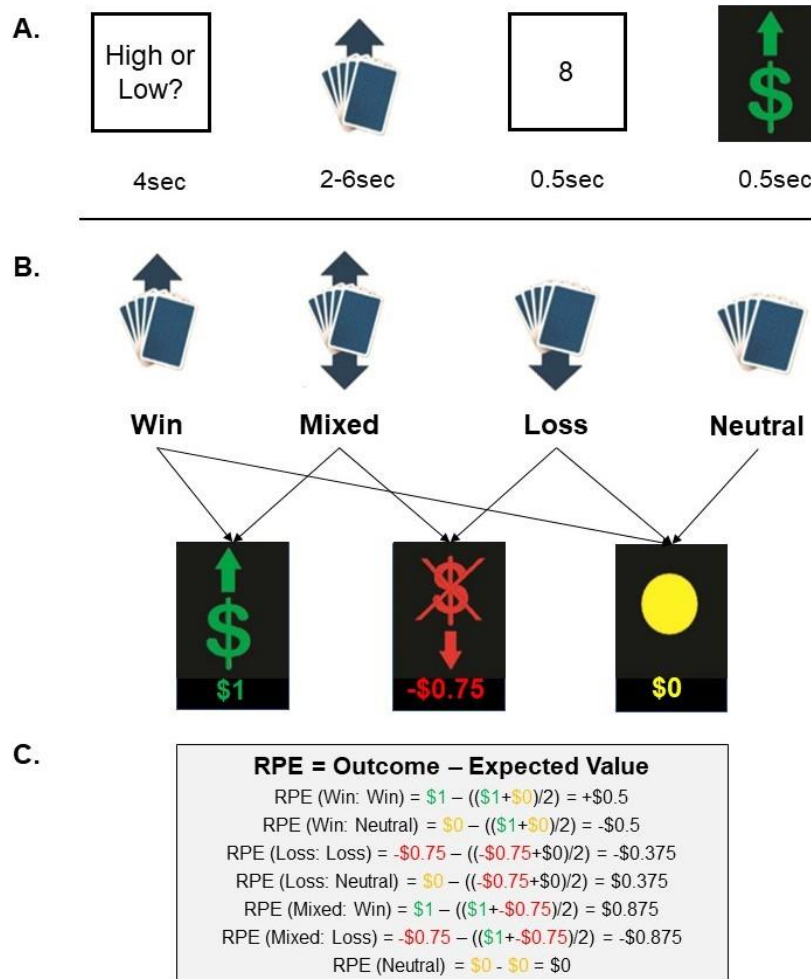 A.
High or
Low?
8
$
4sec
2-6sec
0.5sec
0.5sec
B.
Win
Mixed
Loss
Neutral
$
$
$1
-$0.75
$0
C.
RPE = Outcome – Expected Value
RPE (Win: Win) = $1 – (($1+$0)/2) = +$0.5
RPE (Win: Neutral) = $0 – (($1+$0)/2) = -$0.5
RPE (Loss: Loss) = -$0.75 – ((-$0.75+$0)/2) = -$0.375
RPE (Loss: Neutral) = $0 – ((-$0.75+$0)/2) = $0.375
RPE (Mixed: Win) = $1 – (($1+-$0.75)/2) = $0.875
RPE (Mixed: Loss) = -$0.75 – (($1+-$0.75)/2) = -$0.875
RPE (Neutral) = $0 - $0 = $0